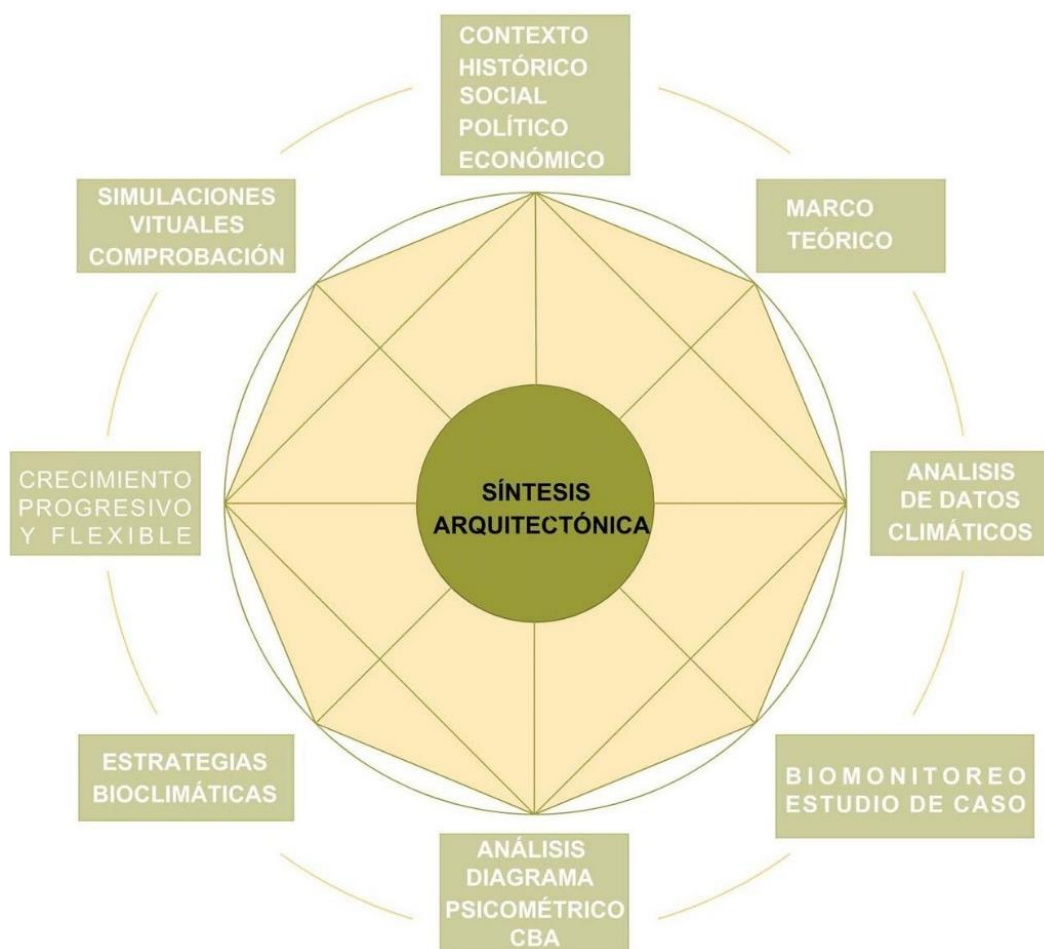 CONTEXTO
HISTÓRICO
SOCIAL
POLÍTICO
ECONÓMICO
SIMULACIONES
VITUALES
COMPROBACIÓN
MARCO
TEÓRICO
CRECIMIENTO
PROGRESIVO
Y FLEXIBLE
SÍNTESIS
ARQUITECTÓNICA
ANALISIS
DE DATOS
CLIMÁTICOS
ESTRATEGIAS
BIOCLIMÁTICAS
BIOMONITOREO
ESTUDIO DE CASO
ANÁLISIS
DIAGRAMA
PSICOMÉTRICO
CBA